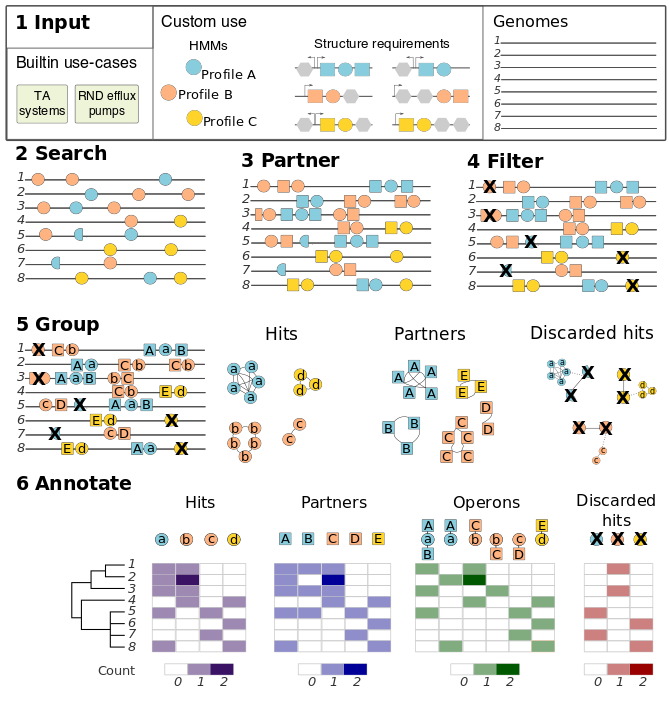 1 Input
Builtin use-cases
TA
systems
RND efflux
pumps
Custom use
HMMs
Profile A
Profile B
Profile C
Structure requirements
Genomes
1
2
3
4
5
6
7
8
2 Search
1
2
3
4
5
6
7
8
3 Partner
1
2
3
4
5
6
7
8
4 Filter
1 X
2
3 X
4
5 X
6 X
7 X
8 X
5 Group
1 X C b A a B
2 A a C b C b
3 X A a B b C
4 C b E d
5 c D X A a B
6 E d X
7 X c D
8 E d A a X
Hits
a a a a a
d d d
b b b b b
c c
Partners
A A A A A
E E E
B B B
D D
C C C C C C
Discarded hits
a a a a a X X
X X d d d
X X c c
6 Annotate
Hits
a b c d
Partners
A B C D E
Operons
A A C E
a a b b c d
B C D
Discarded
hits
X X X
1
2
3
4
5
6
7
8
Count
0 1 2
0 1 2
0 1 2
0 1 2